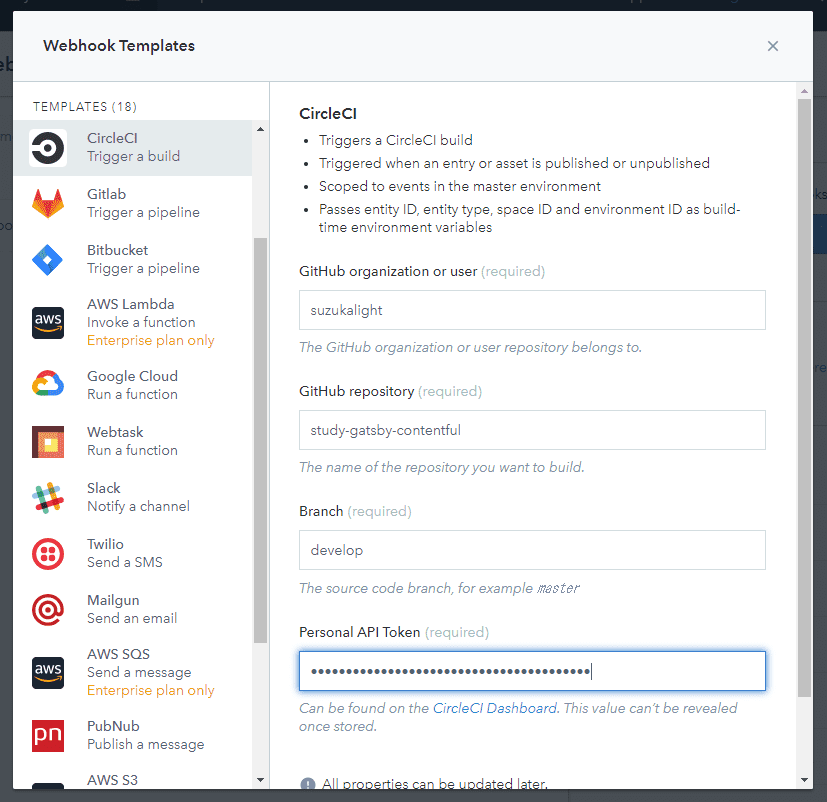 Webhook Templates
TEMPLATES (18)
CircleCI
Trigger a build
Gitlab
Trigger a pipeline
Bitbucket
Trigger a pipeline
aws
AWS Lambda
Invoke a function
Enterprise plan only
Google Cloud
Run a function
Webtask
Run a function
Slack
Notify a channel
Twilio
Send a SMS
Mailgun
Send an email
aws
AWS SQS
Send a message
Enterprise plan only
pn
PubNub
Publish a message
AWS S3
CircleCI
• Triggers a CircleCI build
• Triggered when an entry or asset is published or unpublished
• Scoped to events in the master environment
• Passes entity ID, entity type, space ID and environment ID as build-
time environment variables
GitHub organization or user (required)
suzukalight
The GitHub organization or user repository belongs to.
GitHub repository (required)
study-gatsby-contentful
The name of the repository you want to build.
Branch (required)
develop
The source code branch, for example master
Personal API Token (required)
Can be found on the CircleCI Dashboard. This value can't be revealed
once stored.
All properties can be updated later.